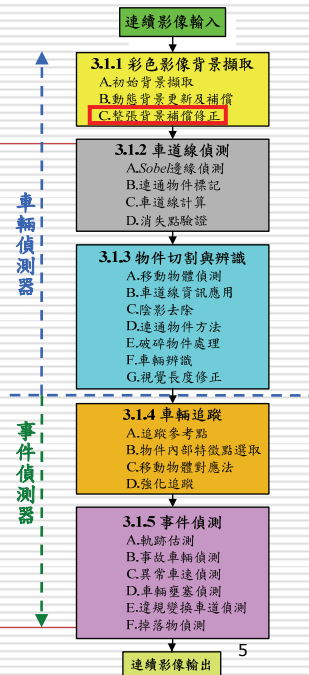 連續影像輸入
3.1.1 彩色影像背景擷取
A.初始背景擷取
B.動態背景更新及補償
C.整張背景補償修正
3.1.2 車道線偵測
A.Sobel邊緣偵測
B.連通物件標記
C.車道線計算
D.消失點驗證
車輛偵測器
3.1.3 物件切割與辨識
A.移動物體偵測
B.車道線資訊應用
C.陰影去除
D.連通物件方法
E.破碎物件處理
F.車輛辨識
G.視覺長度修正
3.1.4 車輛追蹤
A.追蹤參考點
B.物件內部特徵點選取
C.移動物體對應法
D.強化追蹤
事件偵測器
3.1.5 事件偵測
A.軌跡估測
B.事故車輛偵測
C.異常車速偵測
D.車輛壅塞偵測
E.違規變換車道偵測
F.掉落物偵測
5
連續影像輸出